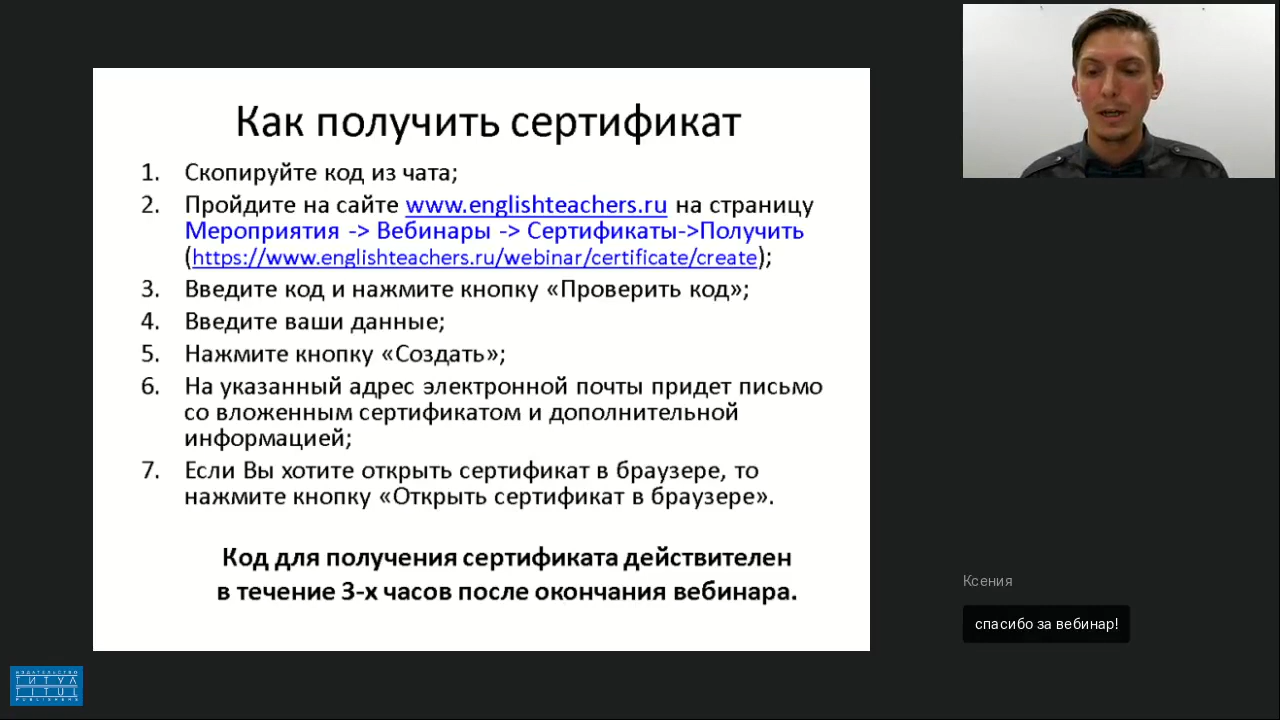 Как получить сертификат
1. Скопируйте код из чата;
2. Пройдите на сайте www.englishteachers.ru на страницу
Мероприятия -> Вебинары -> Сертификаты->Получить
(https://www.englishteachers.ru/webinar/certificate/create);
3. Введите код и нажмите кнопку «Проверить код»;
4. Введите ваши данные;
5. Нажмите кнопку «Создать»;
6. На указанный адрес электронной почты придет письмо
со вложенным сертификатом и дополнительной
информацией;
7. Если Вы хотите открыть сертификат в браузере, то
нажмите кнопку «Открыть сертификат в браузере».
Код для получения сертификата действителен
в течение 3-х часов после окончания вебинара.
Ксения
спасибо за вебинар!
ИЗДАТЕЛЬСТВО
ТИТУЛ
TITUL
PUBLISHERS